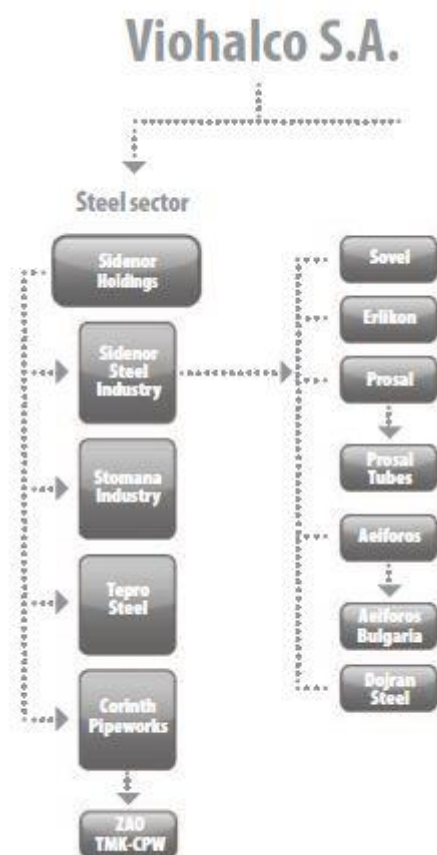 Viohalco S.A.
Steel sector
Sidenor
Holdings
Sidenor
Steel
Industry
Stomana
Industry
Tepro
Steel
Corinth
Pipeworks
ZAO
TMK-CPW
Sovel
Erlikon
Prosal
Prosal
Tubes
Aeiforos
Aeiforos
Bulgaria
Dojran
Steel